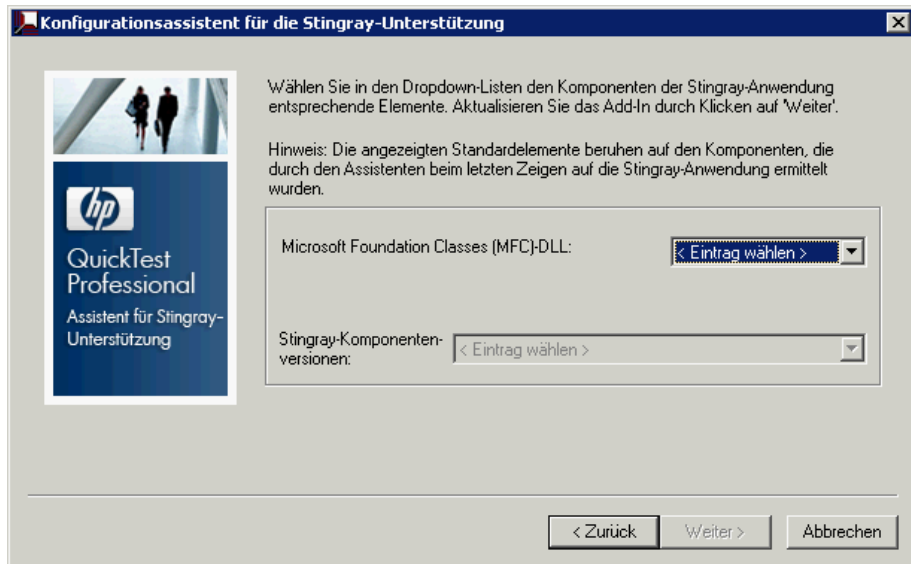 Konfigurationsassistent für die Stingray-Unterstützung
Wählen Sie in den Dropdown-Listen den Komponenten der Stingray-Anwendung
entsprechende Elemente. Aktualisieren Sie das Add-In durch Klicken auf 'Weiter'.
Hinweis: Die angezeigten Standardelemente beruhen auf den Komponenten, die
durch den Assistenten beim letzten Zeigen auf die Stingray-Anwendung ermittelt
wurden.
hp
QuickTest
Professional
Assistent für Stingray-
Unterstützung
Microsoft Foundation Classes (MFC)-DLL:
< Eintrag wählen >
Stingray-Komponenten-
versionen:
< Eintrag wählen >
< Zurück
Weiter >
Abbrechen